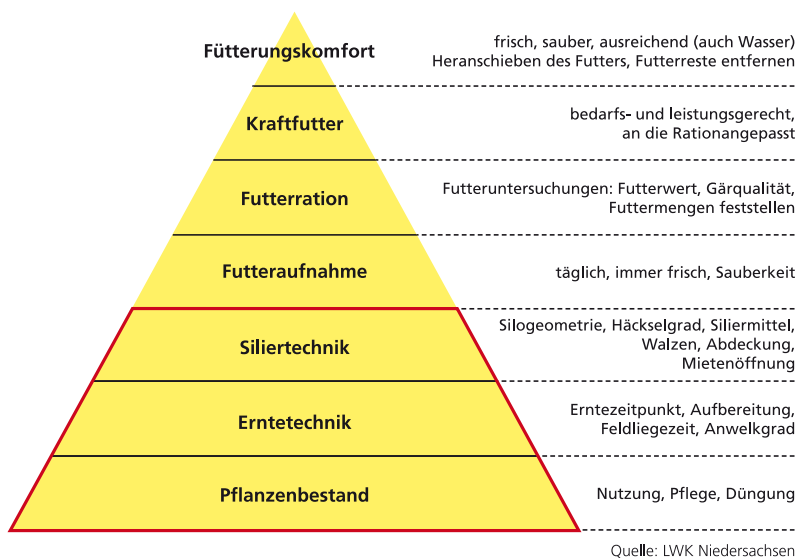 Fütterungskomfort
frisch, sauber, ausreichend (auch Wasser)
Heranschieben des Futters, Futterreste entfernen
Kraftfutter
bedarfs- und leistungsgerecht,
an die Rationangepasst
Futterration
Futteruntersuchungen: Futterwert, Gärqualität,
Futtermengen feststellen
Futteraufnahme
täglich, immer frisch, Sauberkeit
Siliertechnik
Silogeometrie, Häckselgrad, Siliermittel,
Walzen, Abdeckung,
Mietenöffnung
Erntetechnik
Erntezeitpunkt, Aufbereitung,
Feldliegezeit, Anwelkgrad
Pflanzenbestand
Nutzung, Pflege, Düngung
Quelle: LWK Niedersachsen